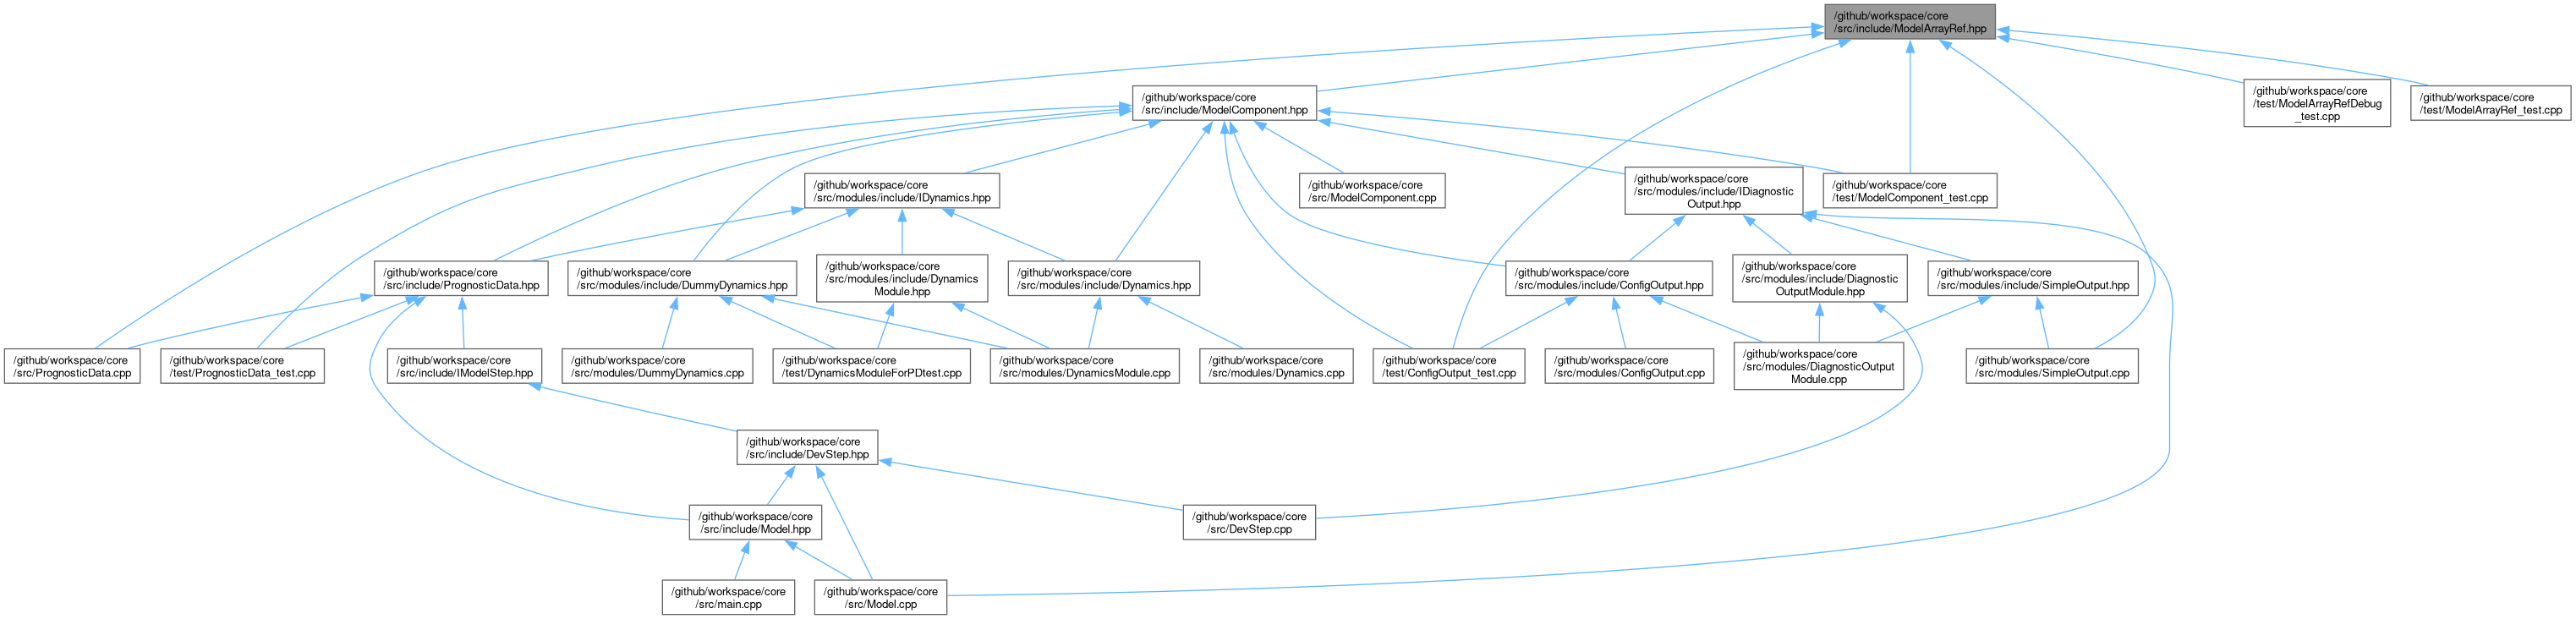 /github/workspace/core
/src/include/ModelArrayRef.hpp
/github/workspace/core
/test/ModelArrayRefDebug
_test.cpp
/github/workspace/core
/test/ModelArrayRef_test.cpp
/github/workspace/core
/src/include/ModelComponent.hpp
/github/workspace/core
/src/modules/include/IDynamics.hpp
/github/workspace/core
/src/ModelComponent.cpp
/github/workspace/core
/src/modules/include/IDiagnostic
Output.hpp
/github/workspace/core
/test/ModelComponent_test.cpp
/github/workspace/core
/src/include/PrognosticData.hpp
/github/workspace/core
/src/modules/include/DummyDynamics.hpp
/github/workspace/core
/src/modules/include/Dynamics
Module.hpp
/github/workspace/core
/src/modules/include/Dynamics.hpp
/github/workspace/core
/src/modules/include/ConfigOutput.hpp
/github/workspace/core
/src/modules/include/Diagnostic
OutputModule.hpp
/github/workspace/core
/src/modules/include/SimpleOutput.hpp
/github/workspace/core
/src/PrognosticData.cpp
/github/workspace/core
/test/PrognosticData_test.cpp
/github/workspace/core
/src/include/IModelStep.hpp
/github/workspace/core
/src/modules/DummyDynamics.cpp
/github/workspace/core
/test/DynamicsModuleForPDtest.cpp
/github/workspace/core
/src/modules/DynamicsModule.cpp
/github/workspace/core
/src/modules/Dynamics.cpp
/github/workspace/core
/test/ConfigOutput_test.cpp
/github/workspace/core
/src/modules/ConfigOutput.cpp
/github/workspace/core
/src/modules/DiagnosticOutput
Module.cpp
/github/workspace/core
/src/modules/SimpleOutput.cpp
/github/workspace/core
/src/include/DevStep.hpp
/github/workspace/core
/src/include/Model.hpp
/github/workspace/core
/src/DevStep.cpp
/github/workspace/core
/src/main.cpp
/github/workspace/core
/src/Model.cpp